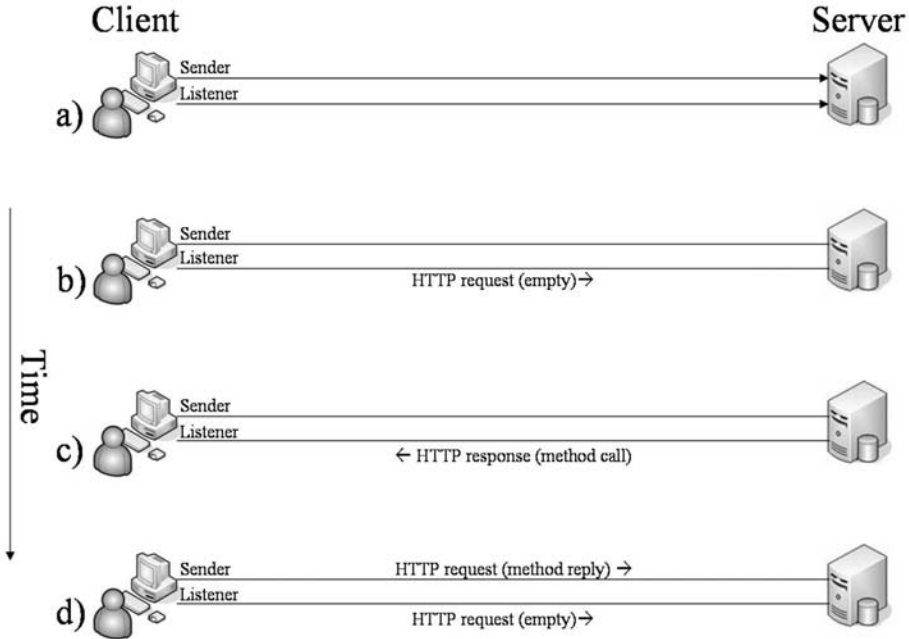 Client
Server
Sender
Listener
a)
Sender
Listener
HTTP request (empty)→
b)
Time
Sender
Listener
← HTTP response (method call)
c)
Sender
HTTP request (method reply) →
Listener
HTTP request (empty)→
d)